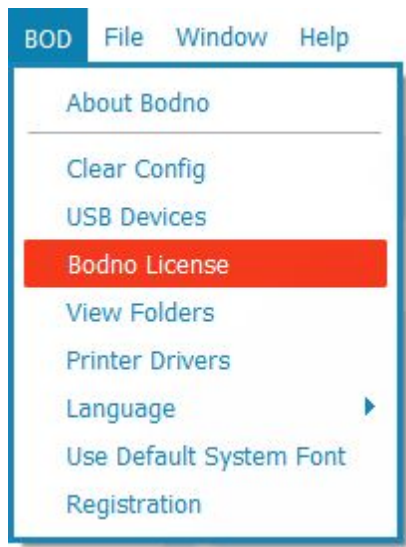 BOD File Window Help
About Bodno
Clear Config
USB Devices
Bodno License
View Folders
Printer Drivers
Language
Use Default System Font
Registration